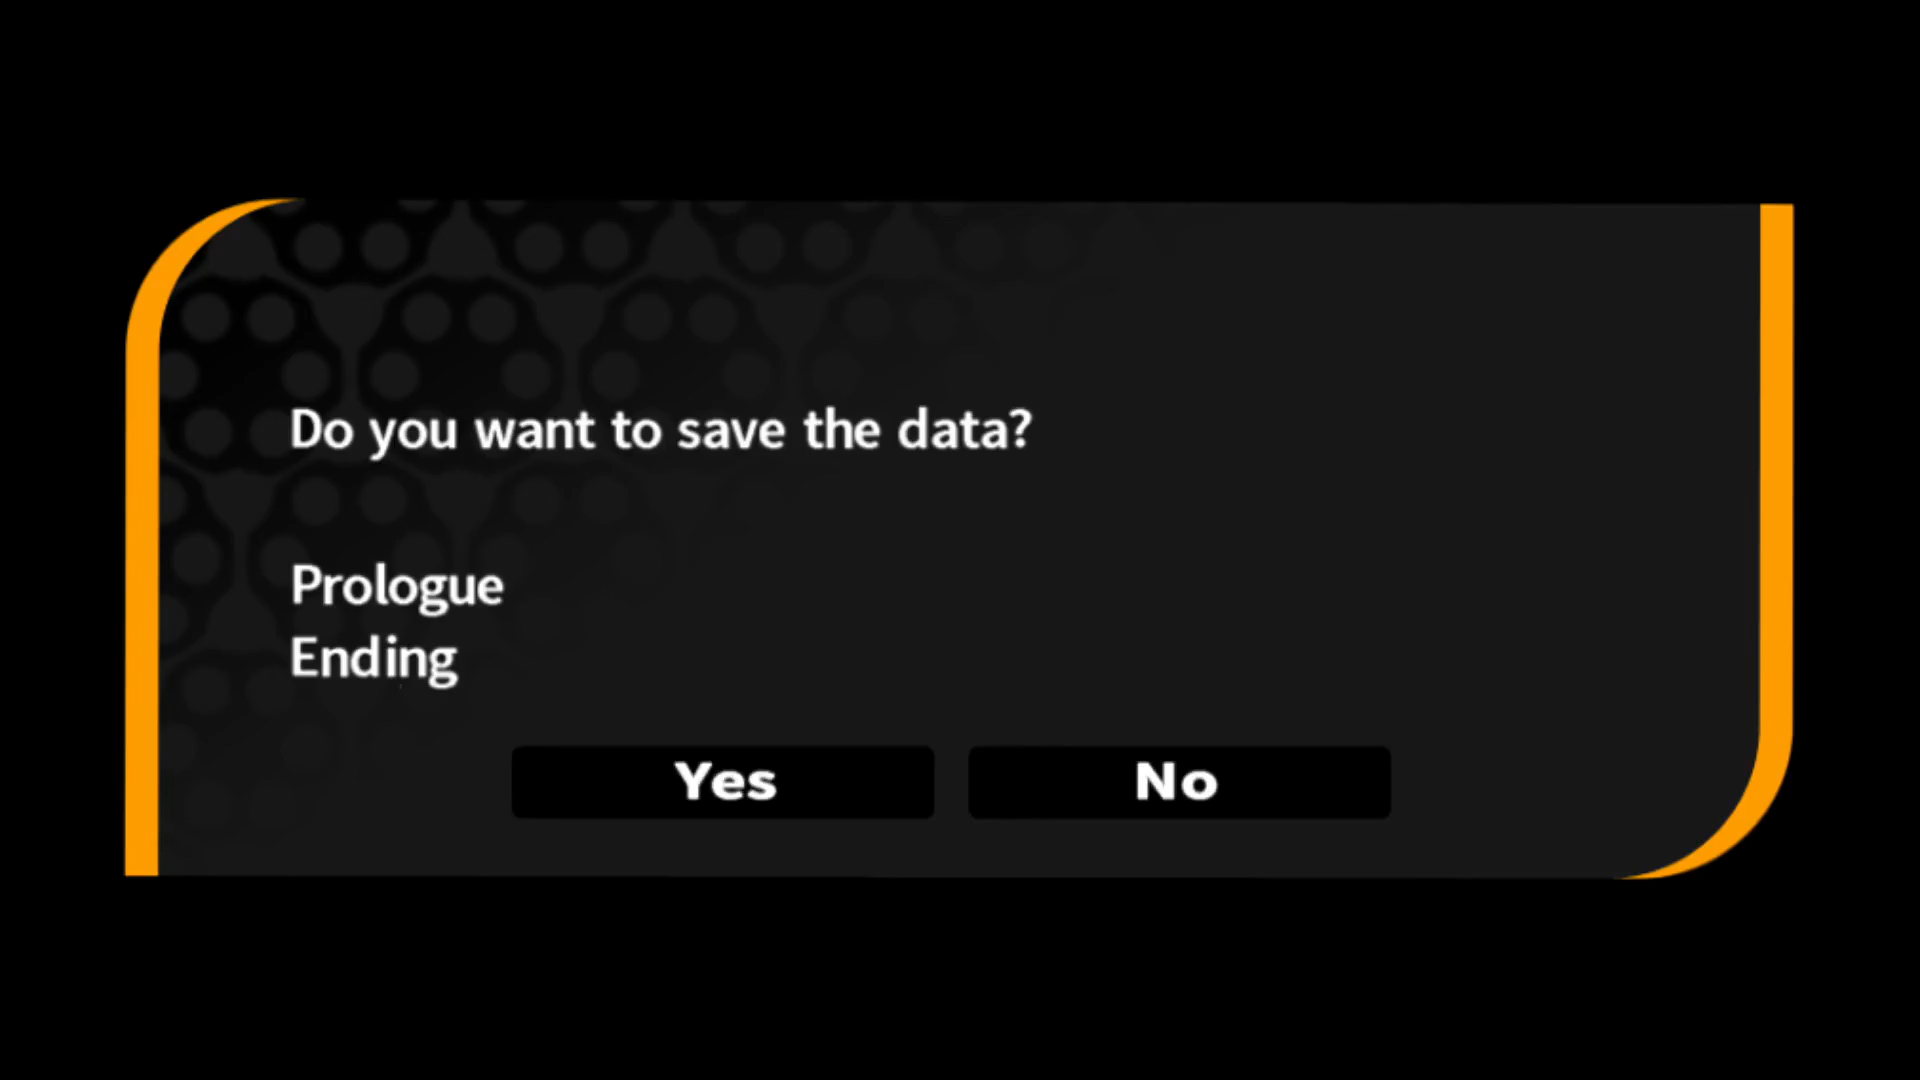 Do you want to save the data?
Prologue
Ending
Yes
No